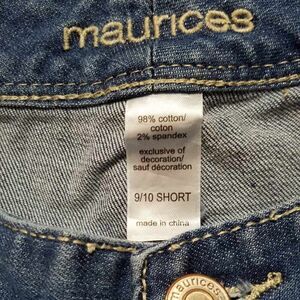 maurices
98% cotton/
coton
2% spandex
exclusive of
decoration/
sauf décoration
9/10 SHORT
made in china
maurices